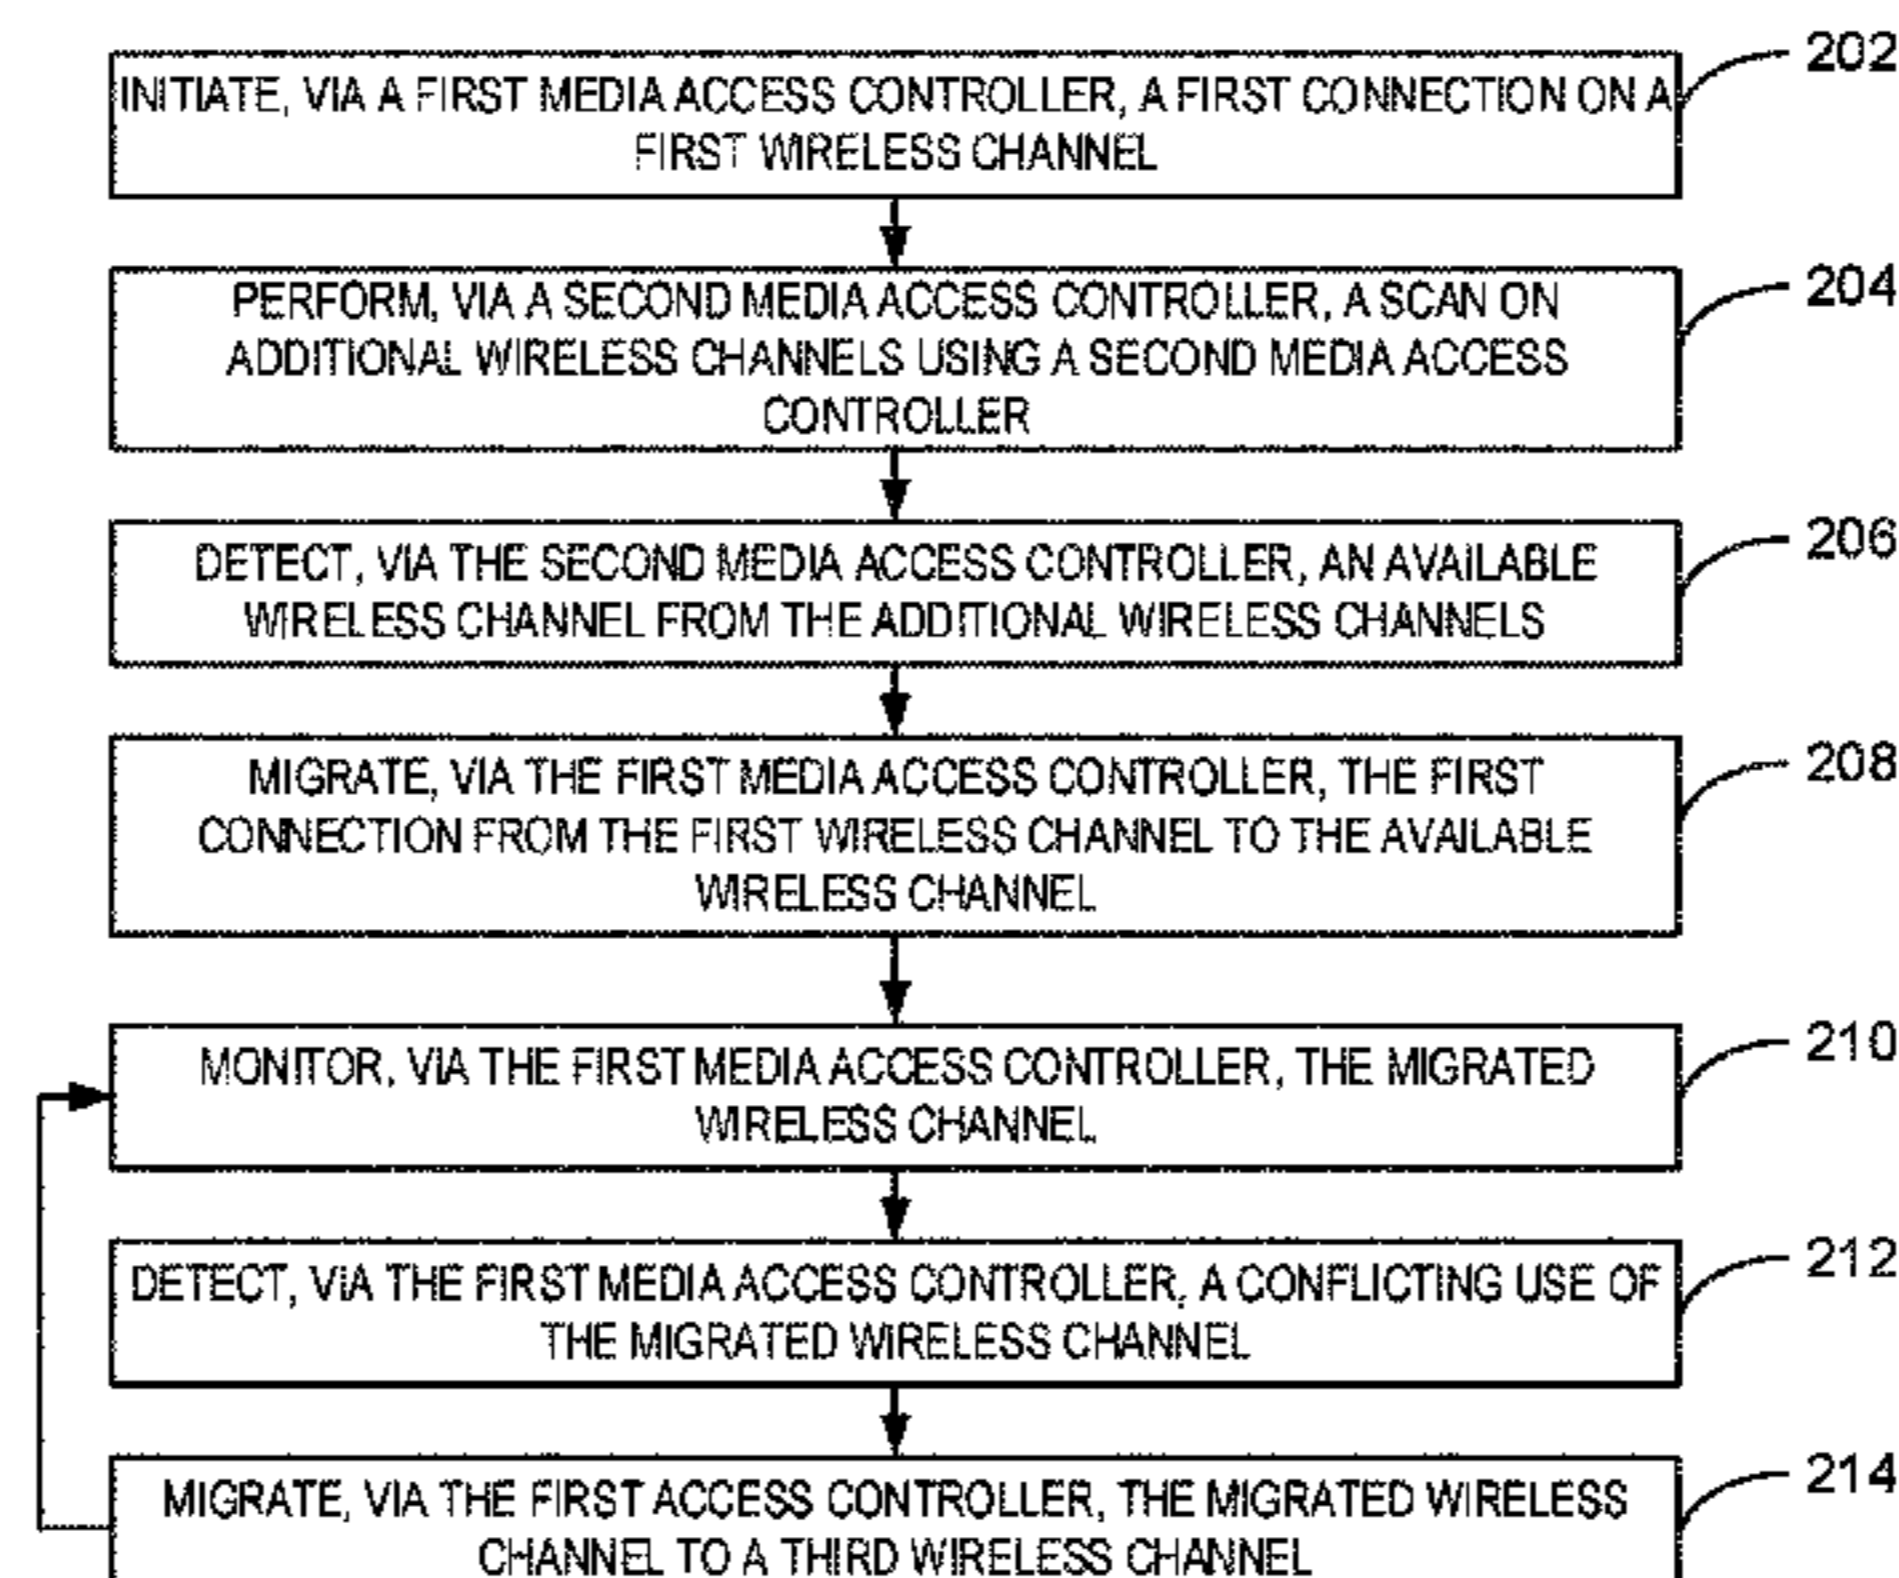 202
INITIATE, VIA A FIRST MEDIA ACCESS CONTROLLER, A FIRST CONNECTION ON A
FIRST WIRELESS CHANNEL
204
PERFORM, VIA A SECOND MEDIA ACCESS CONTROLLER, A SCAN ON
ADDITIONAL WIRELESS CHANNELS USING A SECOND MEDIA ACCESS
CONTROLLER
206
DETECT, VIA THE SECOND MEDIA ACCESS CONTROLLER, AN AVAILABLE
WIRELESS CHANNEL FROM THE ADDITIONAL WIRELESS CHANNELS
208
MIGRATE, VIA THE FIRST MEDIA ACCESS CONTROLLER, THE FIRST
CONNECTION FROM THE FIRST WIRELESS CHANNEL TO THE AVAILABLE
WIRELESS CHANNEL
210
MONITOR, VIA THE FIRST MEDIA ACCESS CONTROLLER, THE MIGRATED
WIRELESS CHANNEL
212
DETECT, VIA THE FIRST MEDIA ACCESS CONTROLLER, A CONFLICTING USE OF
THE MIGRATED WIRELESS CHANNEL
214
MIGRATE, VIA THE FIRST ACCESS CONTROLLER, THE MIGRATED WIRELESS
CHANNEL TO A THIRD WIRELESS CHANNEL